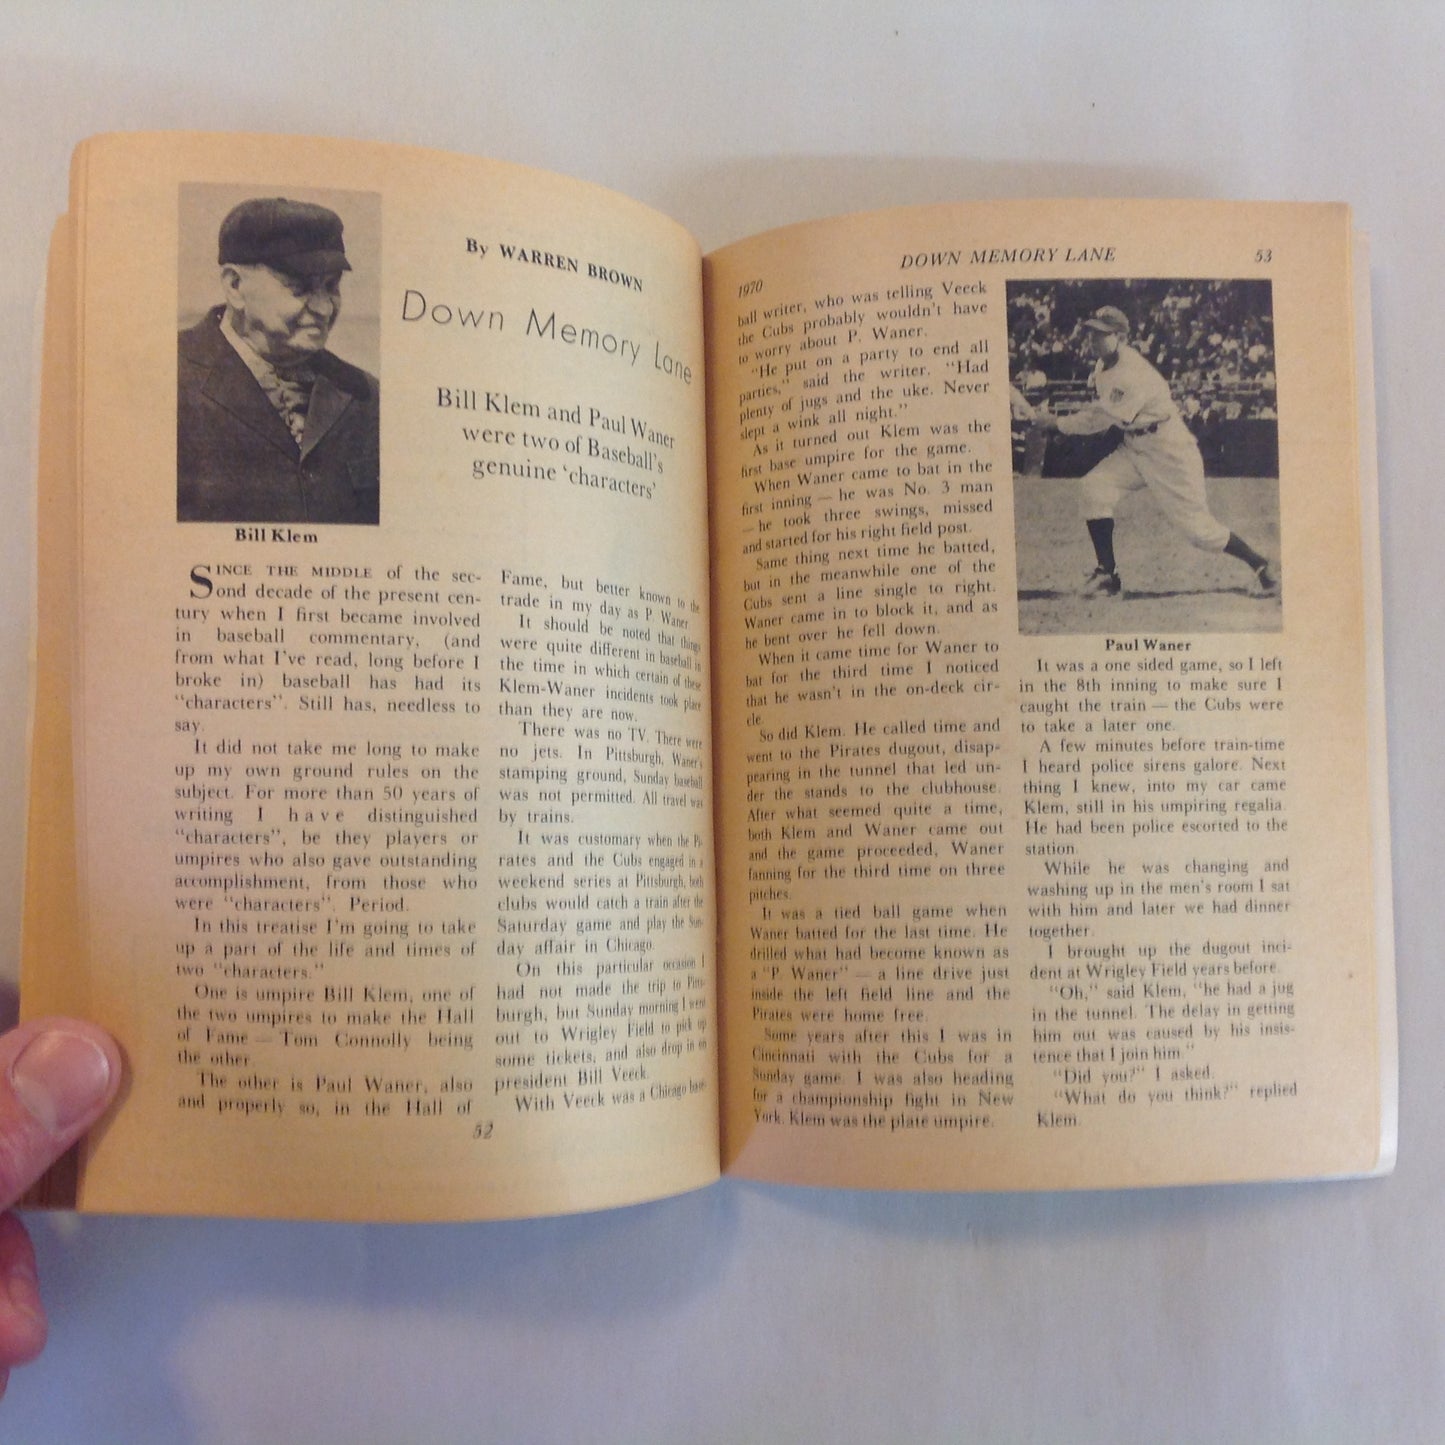 By WARREN BROWN
Down Memory Lane
Bill Klem and Paul Waner
were two of Baseball's
genuine 'characters'
Bill Klem
SINCE THE MIDDLE of the sec-
ond decade of the present cen-
tury when I first became involved
in baseball commentary, (and
from what I've read, long before I
broke in) baseball has had its
"characters". Still has, needless to
say.
It did not take me long to make
up my own ground rules on the
subject. For more than 50 years of
writing I have distinguished
"characters", be they players or
umpires who also gave outstanding
accomplishment, from those who
were "characters". Period.
In this treatise I'm going to take
up a part of the life and times of
two "characters."
One is umpire Bill Klem, one of
the two umpires to make the Hall
of Fame — Tom Connolly being
the other.
The other is Paul Waner, also
and properly so, in the Hall of
Fame, but better known to the
trade in my day as P. Waner.
It should be noted that things
were quite different in baseball in
the time in which certain of these
Klem-Waner incidents took place
than they are now.
There was no TV. There were
no jets. In Pittsburgh, Waner's
stamping ground, Sunday baseball
was not permitted. All travel was
by trains.
It was customary when the Pi-
rates and the Cubs engaged in a
weekend series at Pittsburgh, both
clubs would catch a train after the
Saturday game and play the Sun-
day affair in Chicago.
On this particular occasion I
had not made the trip to Pitts-
burgh, but Sunday morning I went
out to Wrigley Field to pick up
some tickets, and also drop in on
president Bill Veeck.
With Veeck was a Chicago base-
52
1970
DOWN MEMORY LANE
53
ball writer, who was telling Veeck
the Cubs probably wouldn't have
to worry about P. Waner.
"He put on a party to end all
parties," said the writer. "Had
plenty of jugs and the uke. Never
slept a wink all night."
As it turned out Klem was the
first base umpire for the game.
When Waner came to bat in the
first inning — he was No. 3 man
— he took three swings, missed
and started for his right field post.
Same thing next time he batted,
but in the meanwhile one of the
Cubs sent a line single to right.
Waner came in to block it, and as
he bent over he fell down.
When it came time for Waner to
bat for the third time I noticed
that he wasn't in the on-deck cir-
cle.
So did Klem. He called time and
went to the Pirates dugout, disap-
pearing in the tunnel that led un-
der the stands to the clubhouse.
After what seemed quite a time,
both Klem and Waner came out
and the game proceeded, Waner
fanning for the third time on three
pitches.
It was a tied ball game when
Waner batted for the last time. He
drilled what had become known as
a "P. Waner" — a line drive just
inside the left field line and the
Pirates were home free.
Some years after this I was in
Cincinnati with the Cubs for a
Sunday game. I was also heading
for a championship fight in New
York. Klem was the plate umpire.
Paul Waner
It was a one sided game, so I left
in the 8th inning to make sure I
caught the train — the Cubs were
to take a later one.
A few minutes before train-time
I heard police sirens galore. Next
thing I knew, into my car came
Klem, still in his umpiring regalia.
He had been police escorted to the
station.
While he was changing and
washing up in the men's room I sat
with him and later we had dinner
together.
I brought up the dugout inci-
dent at Wrigley Field years before.
"Oh," said Klem, "he had a jug
in the tunnel. The delay in getting
him out was caused by his insis-
tence that I join him."
"Did you?" I asked.
"What do you think?" replied
Klem.